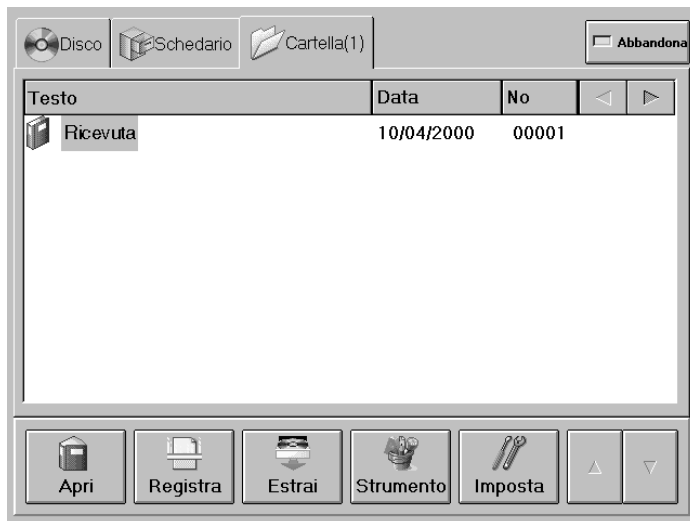 Disco Schedario Cartella(1) Abbandona
Testo Data No
Ricevuta 10/04/2000 00001
Apri Registra Estrai Strumento Imposta